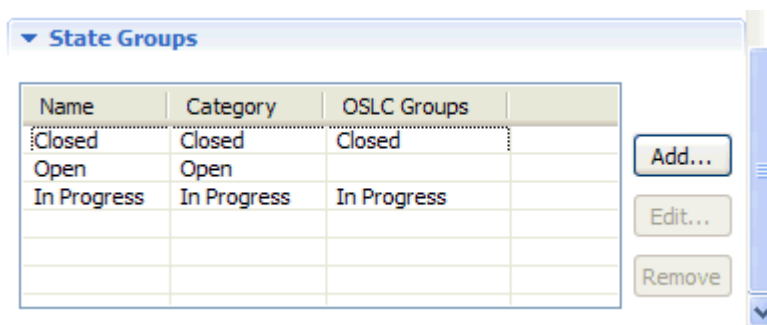 State Groups
Name Category OSLC Groups
Closed Closed Closed
Open Open
In Progress In Progress In Progress
Add...
Edit...
Remove